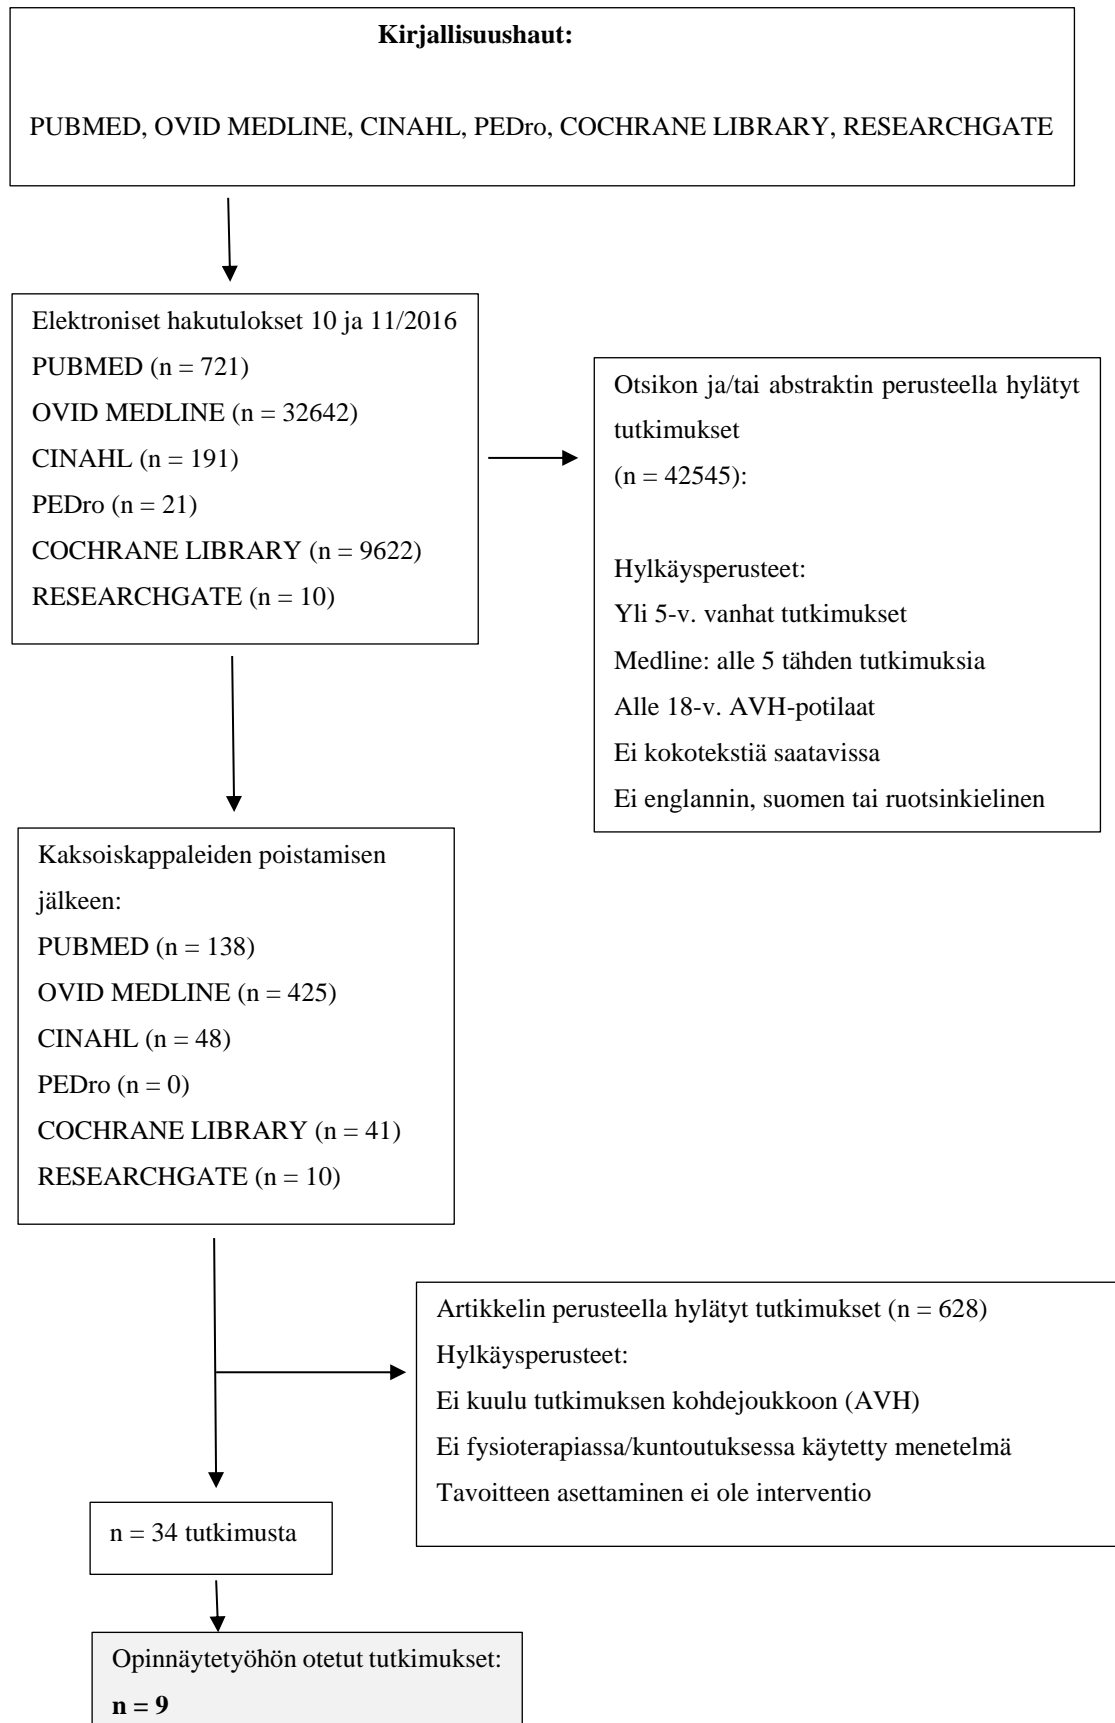 Kirjallisuushaut:
PUBMED, OVID MEDLINE, CINAHL, PEDro, COCHRANE LIBRARY, RESEARCHGATE
Elektroniset hakutulokset 10 ja 11/2016
PUBMED (n = 721)
OVID MEDLINE (n = 32642)
CINAHL (n = 191)
PEDro (n = 21)
COCHRANE LIBRARY (n = 9622)
RESEARCHGATE (n = 10)
Otsikon ja/tai abstraktin perusteella hylätyt
tutkimukset
(n = 42545):
Hylkäysperusteet:
Yli 5-v. vanhat tutkimukset
Medline: alle 5 tähden tutkimuksia
Alle 18-v. AVH-potilaat
Ei kokotekstiä saatavissa
Ei englannin, suomen tai ruotsinkielinen
Kaksoiskappaleiden poistamisen
jälkeen:
PUBMED (n = 138)
OVID MEDLINE (n = 425)
CINAHL (n = 48)
PEDro (n = 0)
COCHRANE LIBRARY (n = 41)
RESEARCHGATE (n = 10)
Artikkelin perusteella hylätyt tutkimukset (n = 628)
Hylkäysperusteet:
Ei kuulu tutkimuksen kohdejoukkoon (AVH)
Ei fysioterapiassa/kuntoutuksessa käytetty menetelmä
Tavoitteen asettaminen ei ole interventio
n = 34 tutkimusta
Opinnäytetyöhön otetut tutkimukset:
n = 9